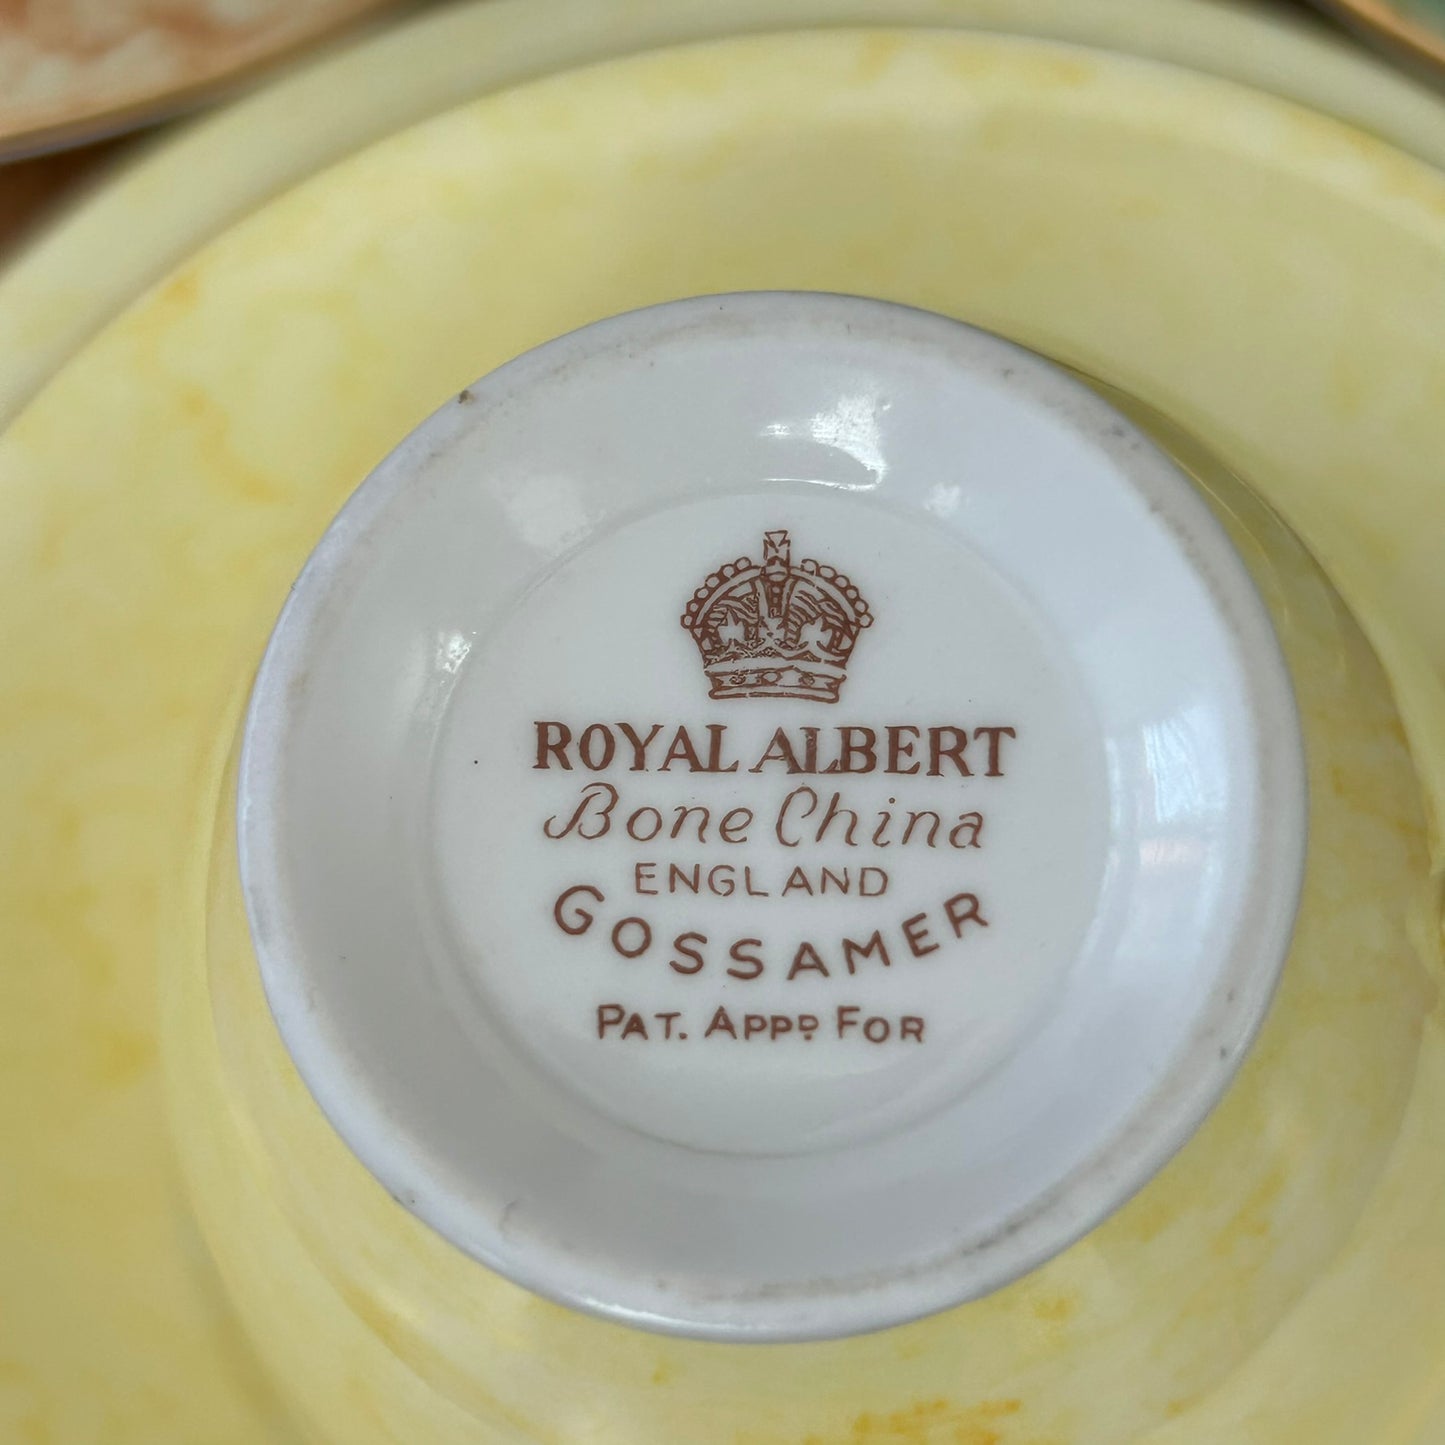 ROYAL ALBERT
Bone China
ENGLAND
GOSSAMER
PAT. APPD FOR